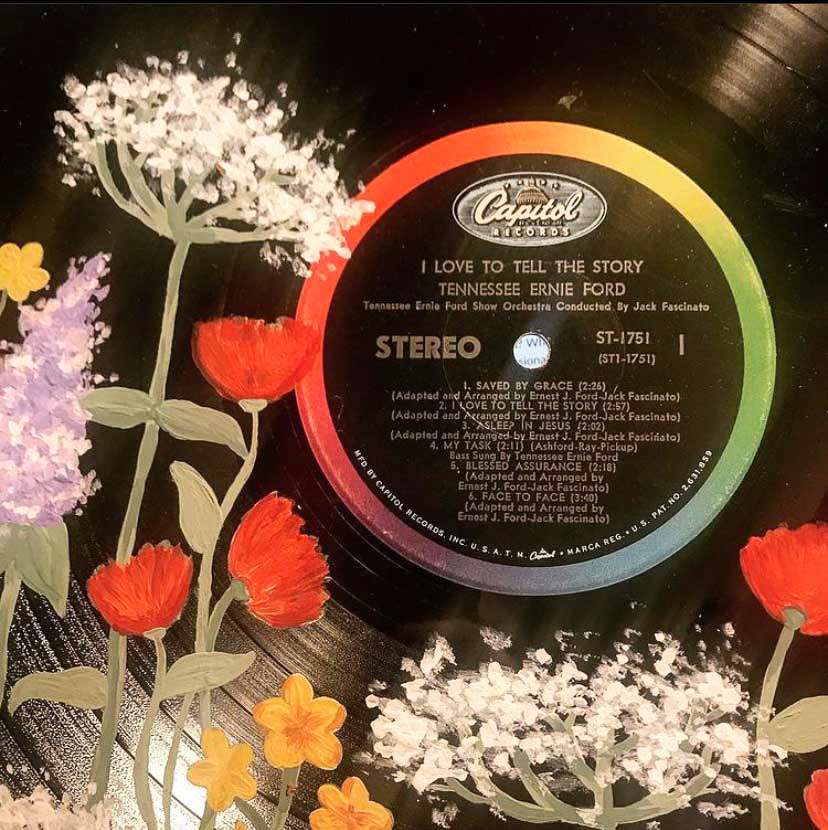 Capitol
RECORDS
I LOVE TO TELL THE STORY
TENNESSEE ERNIE FORD
Tennessee Ernie Ford Show Orchestra Conducted By Jack Fascinato
STEREO
ST-1751
(ST1-1751)
1
1. SAVED BY GRACE (2:26)
(Adapted and Arranged by Ernest J. Ford-Jack Fascinato)
2. I LOVE TO TELL THE STORY (2:57)
(Adapted and Arranged by Ernest J. Ford-Jack Fascinato)
3. ASLEEP IN JESUS (2:02)
(Adapted and Arranged by Ernest J. Ford-Jack Fascinato)
4. MY TASK (2:11) (Ashford-Ray-Pickup)
Bass Sung By Tennessee Ernie Ford
5. BLESSED ASSURANCE (2:18)
(Adapted and Arranged by
Ernest J. Ford-Jack Fascinato)
6. FACE TO FACE (3:40)
(Adapted and Arranged by
Ernest J. Ford-Jack Fascinato)
MFD. BY CAPITOL RECORDS, INC. U. S. A. T. M. Capitol • MARCA REG. • U. S. PAT. NO. 2,631,859